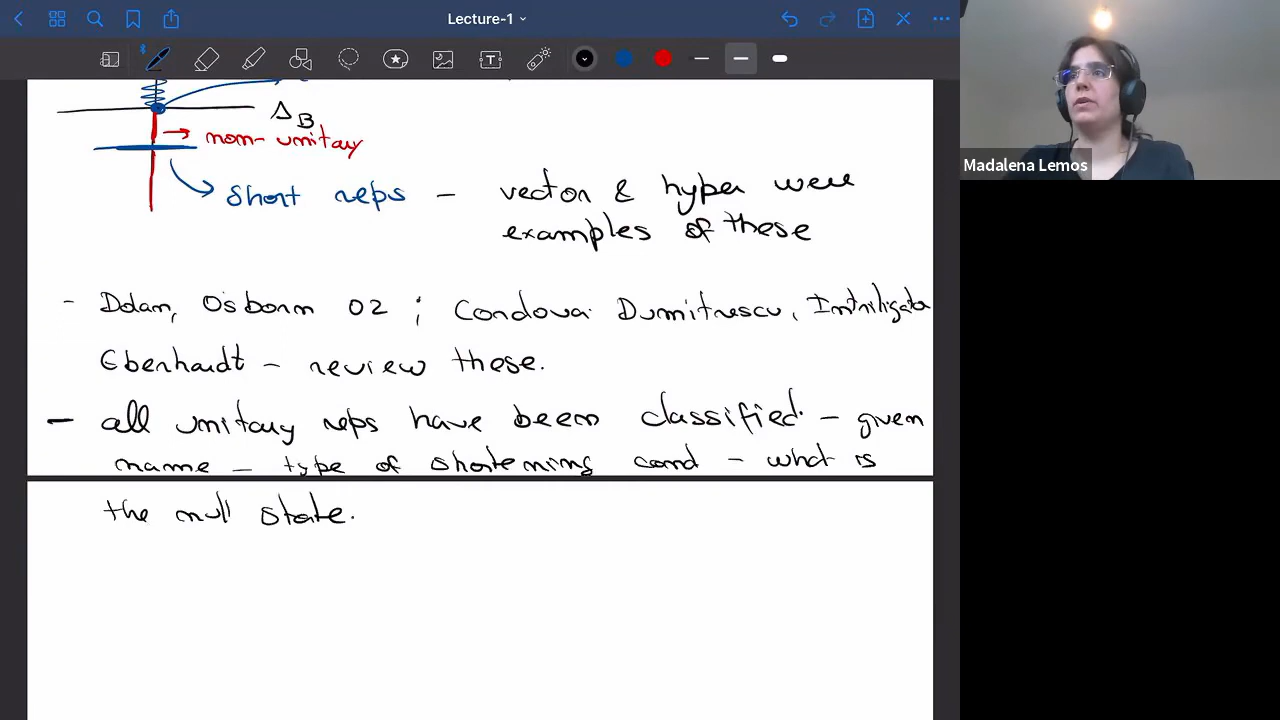 Lecture-1
Δ_B
→ non-unitary
short reps - vector & hyper were
examples of these
- Dolan, Osborn 02 ; Cordova Dumitrescu, Intriligator
Eberhardt - review these.
- all unitary reps have been classified - given
name - type of shortening cond - what is
the null state.
Madalena Lemos